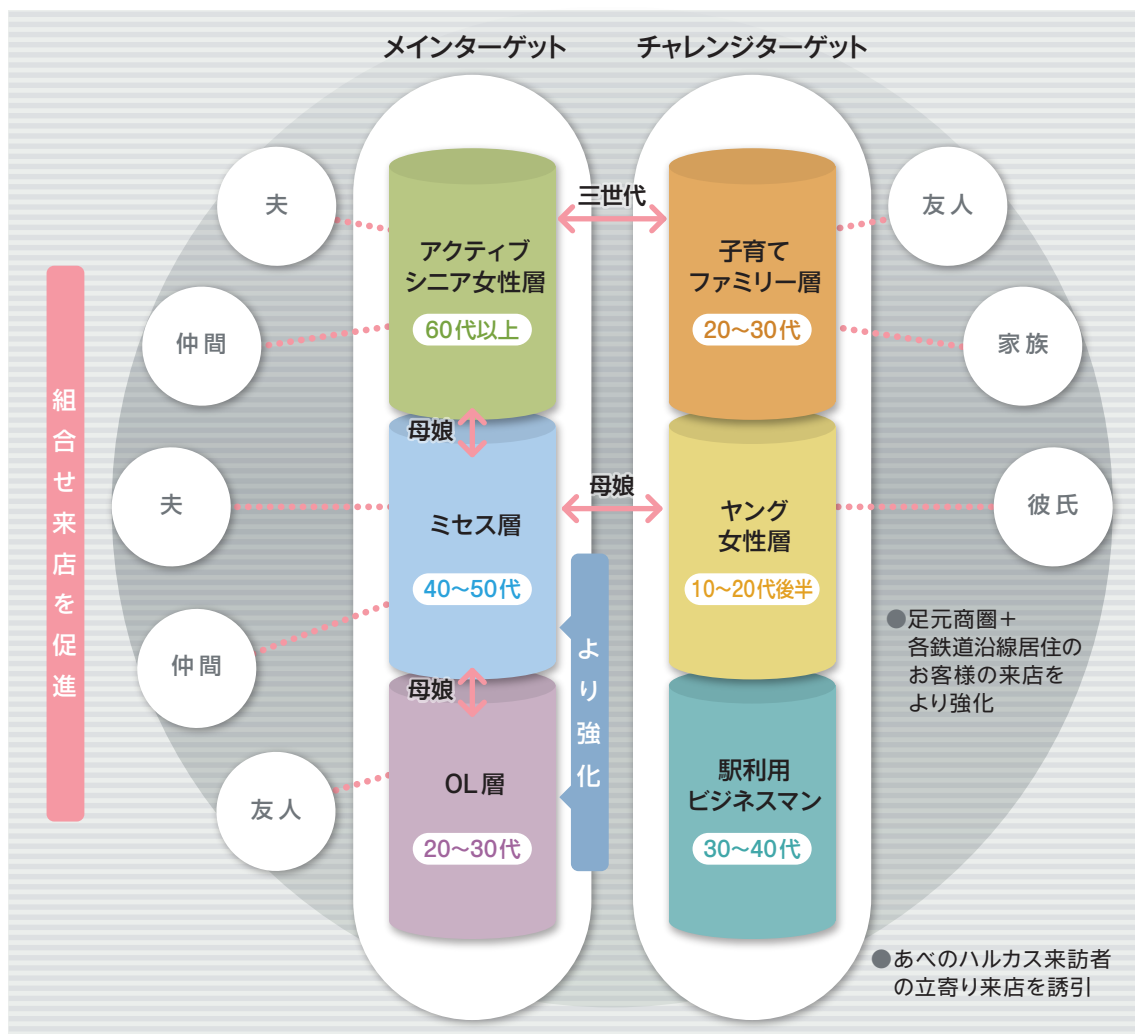 メインターゲット
チャレンジターゲット
組合せ来店を促進
夫
仲間
夫
仲間
友人
アクティブ
シニア女性層
60代以上
母娘
ミセス層
40〜50代
母娘
OL層
20〜30代
三世代
母娘
より強化
子育て
ファミリー層
20〜30代
ヤング
女性層
10〜20代後半
駅利用
ビジネスマン
30〜40代
友人
家族
彼氏
●足元商圏＋
各鉄道沿線居住の
お客様の来店を
より強化
●あべのハルカス来訪者
の立寄り来店を誘引